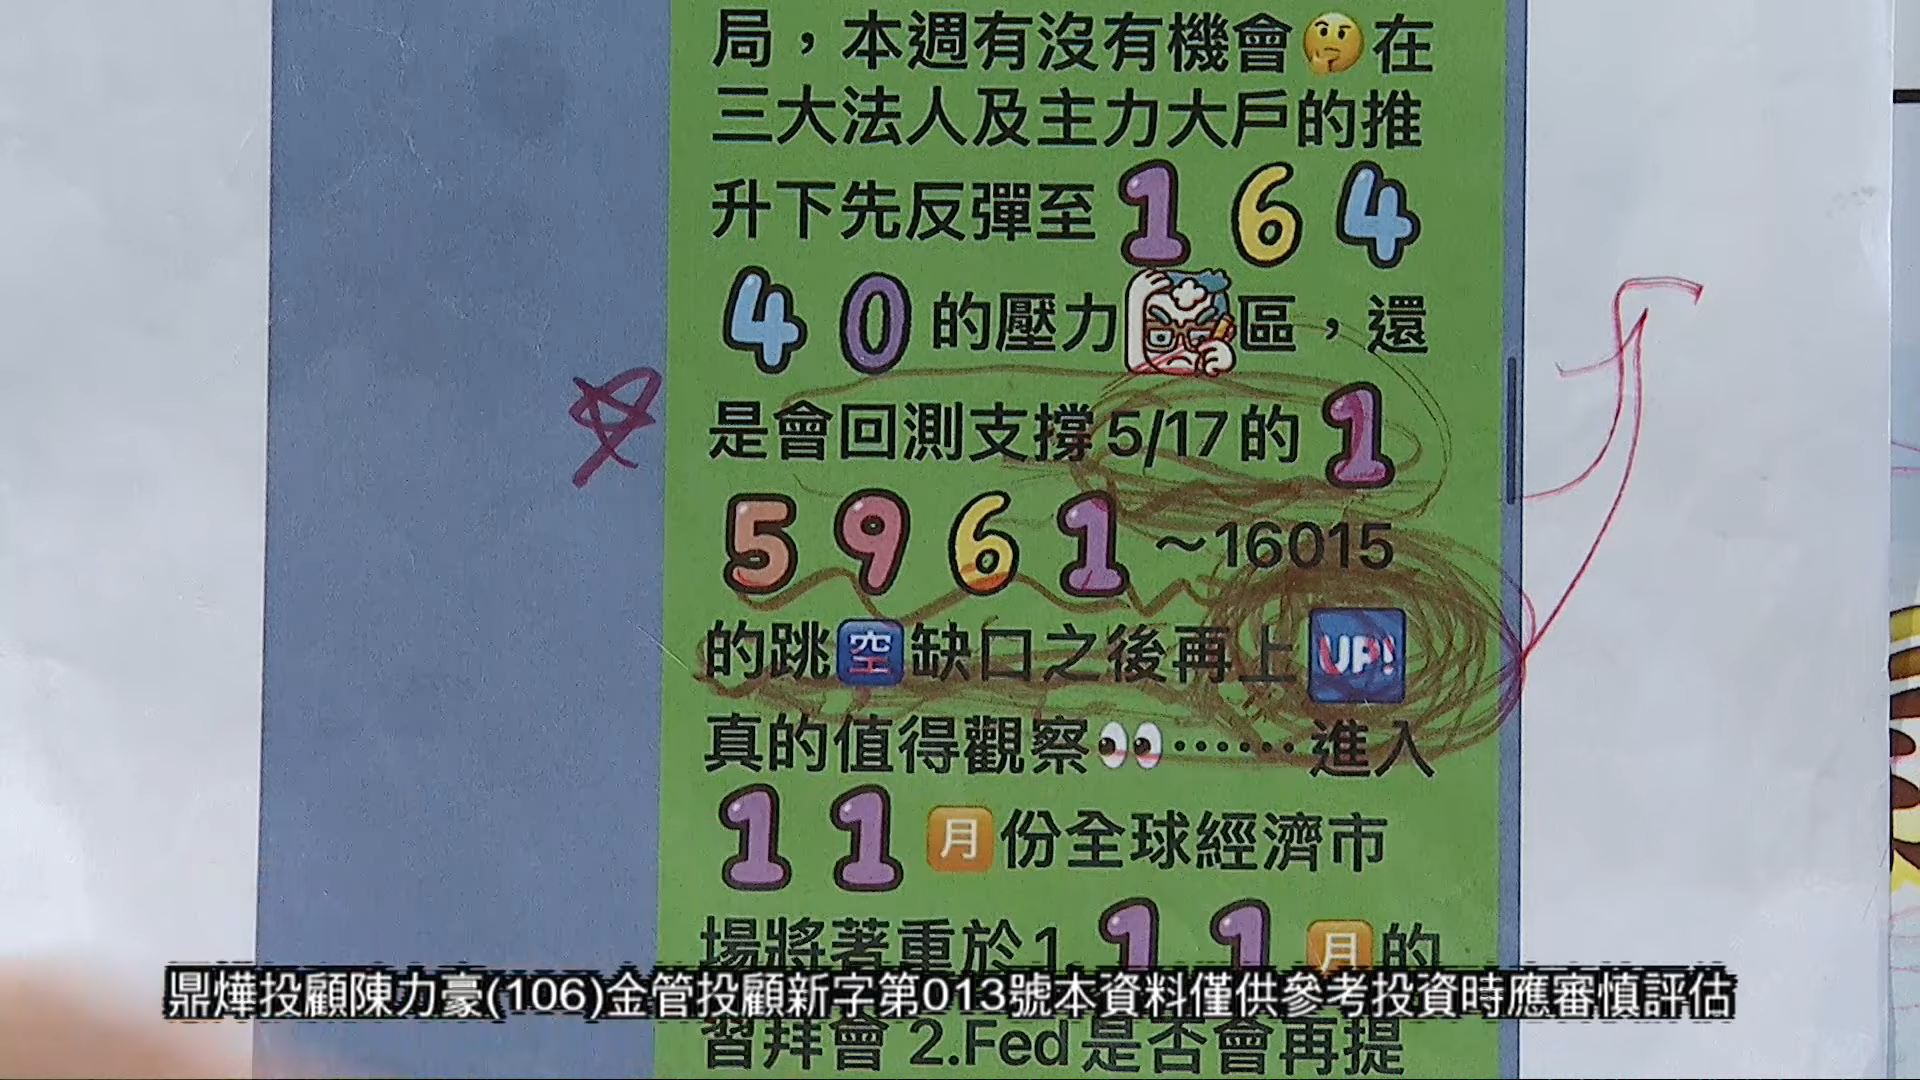 局，本週有沒有機會🤔在
三大法人及主力大戶的推
升下先反彈至164
40的壓力區，還
是會回測支撐5/17的1
5961～16015
的跳空缺口之後再上UP!
真的值得觀察👀⋯⋯進入
11月份全球經濟市
場將著重於1.11月的
鼎燁投顧陳力豪(106)金管投顧新字第013號本資料僅供參考投資時應審慎評估
習拜會 2.Fed是否會再提